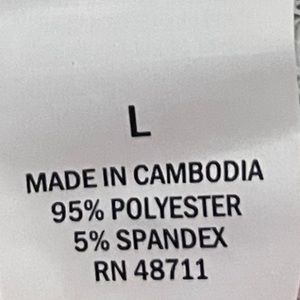 L
MADE IN CAMBODIA
95% POLYESTER
5% SPANDEX
RN 48711